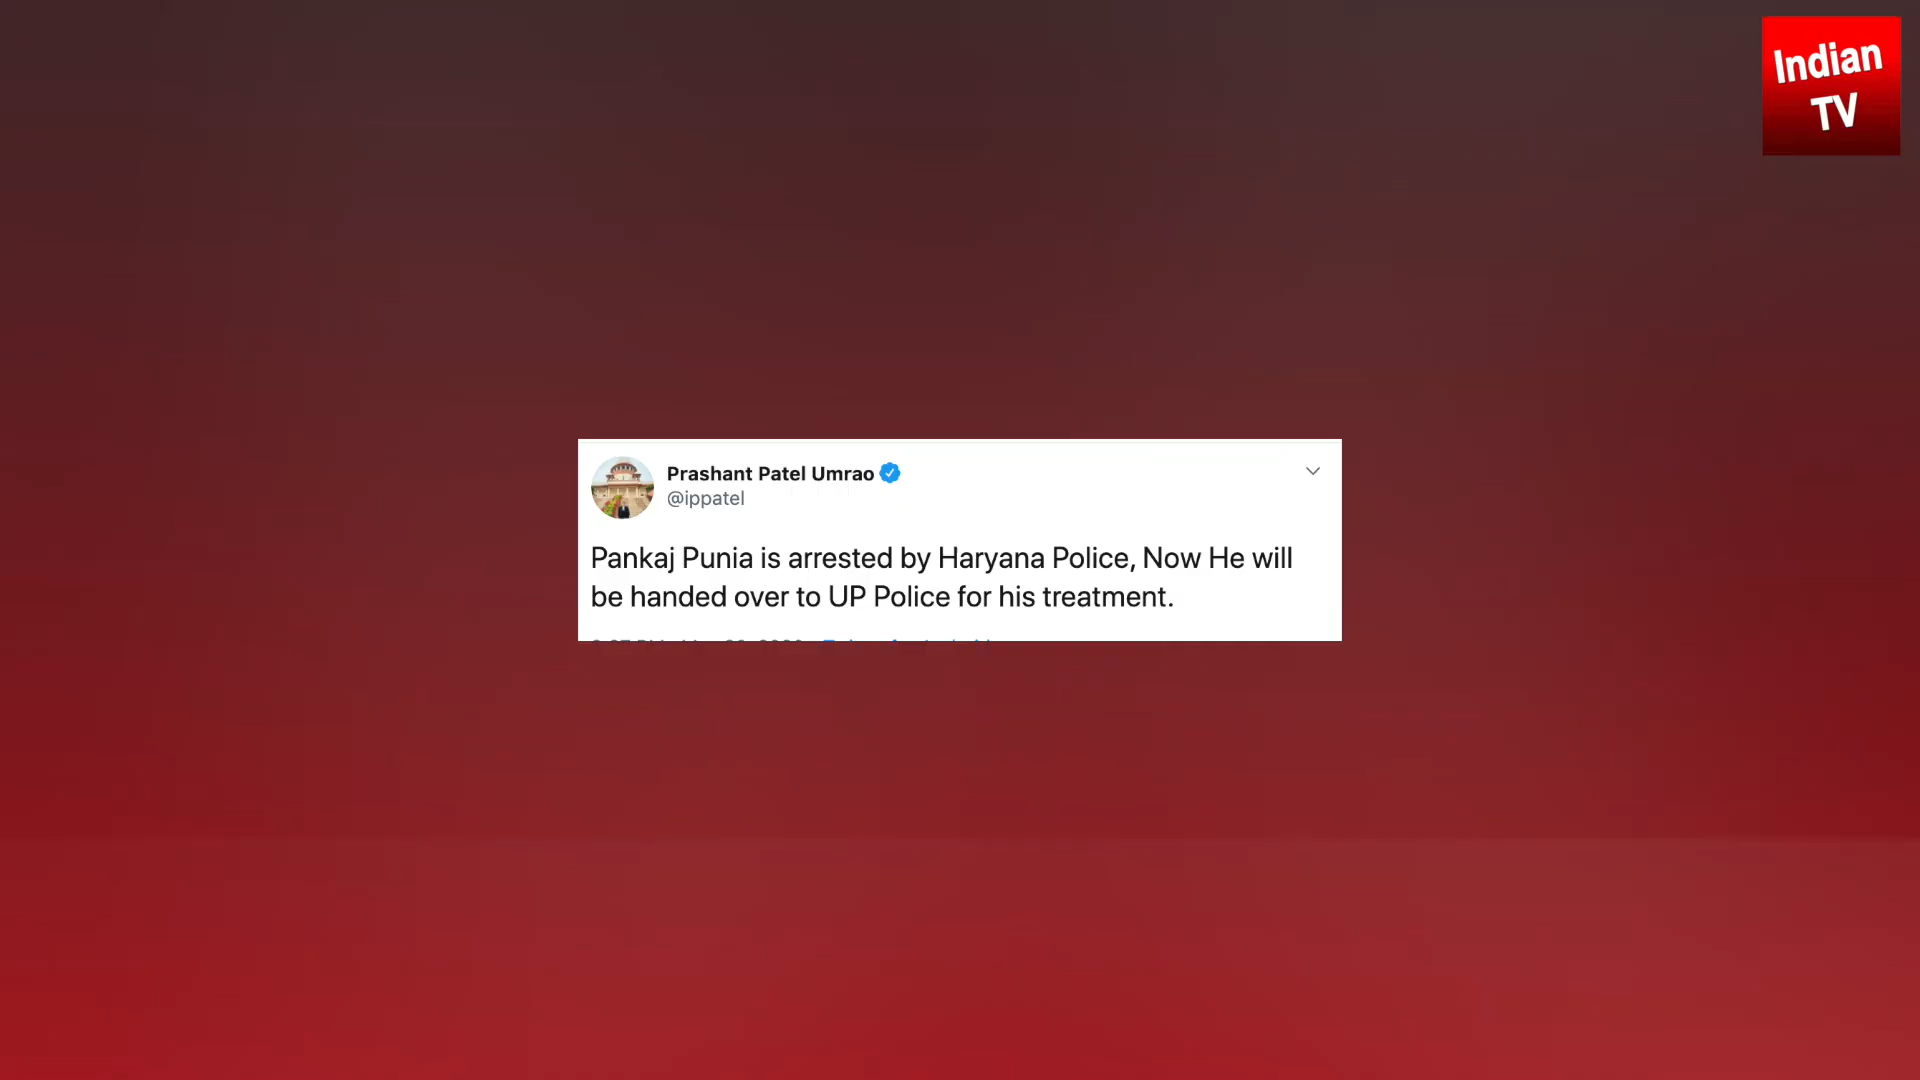 Indian
TV
Prashant Patel Umrao
@ippatel
Pankaj Punia is arrested by Haryana Police, Now He will
be handed over to UP Police for his treatment.